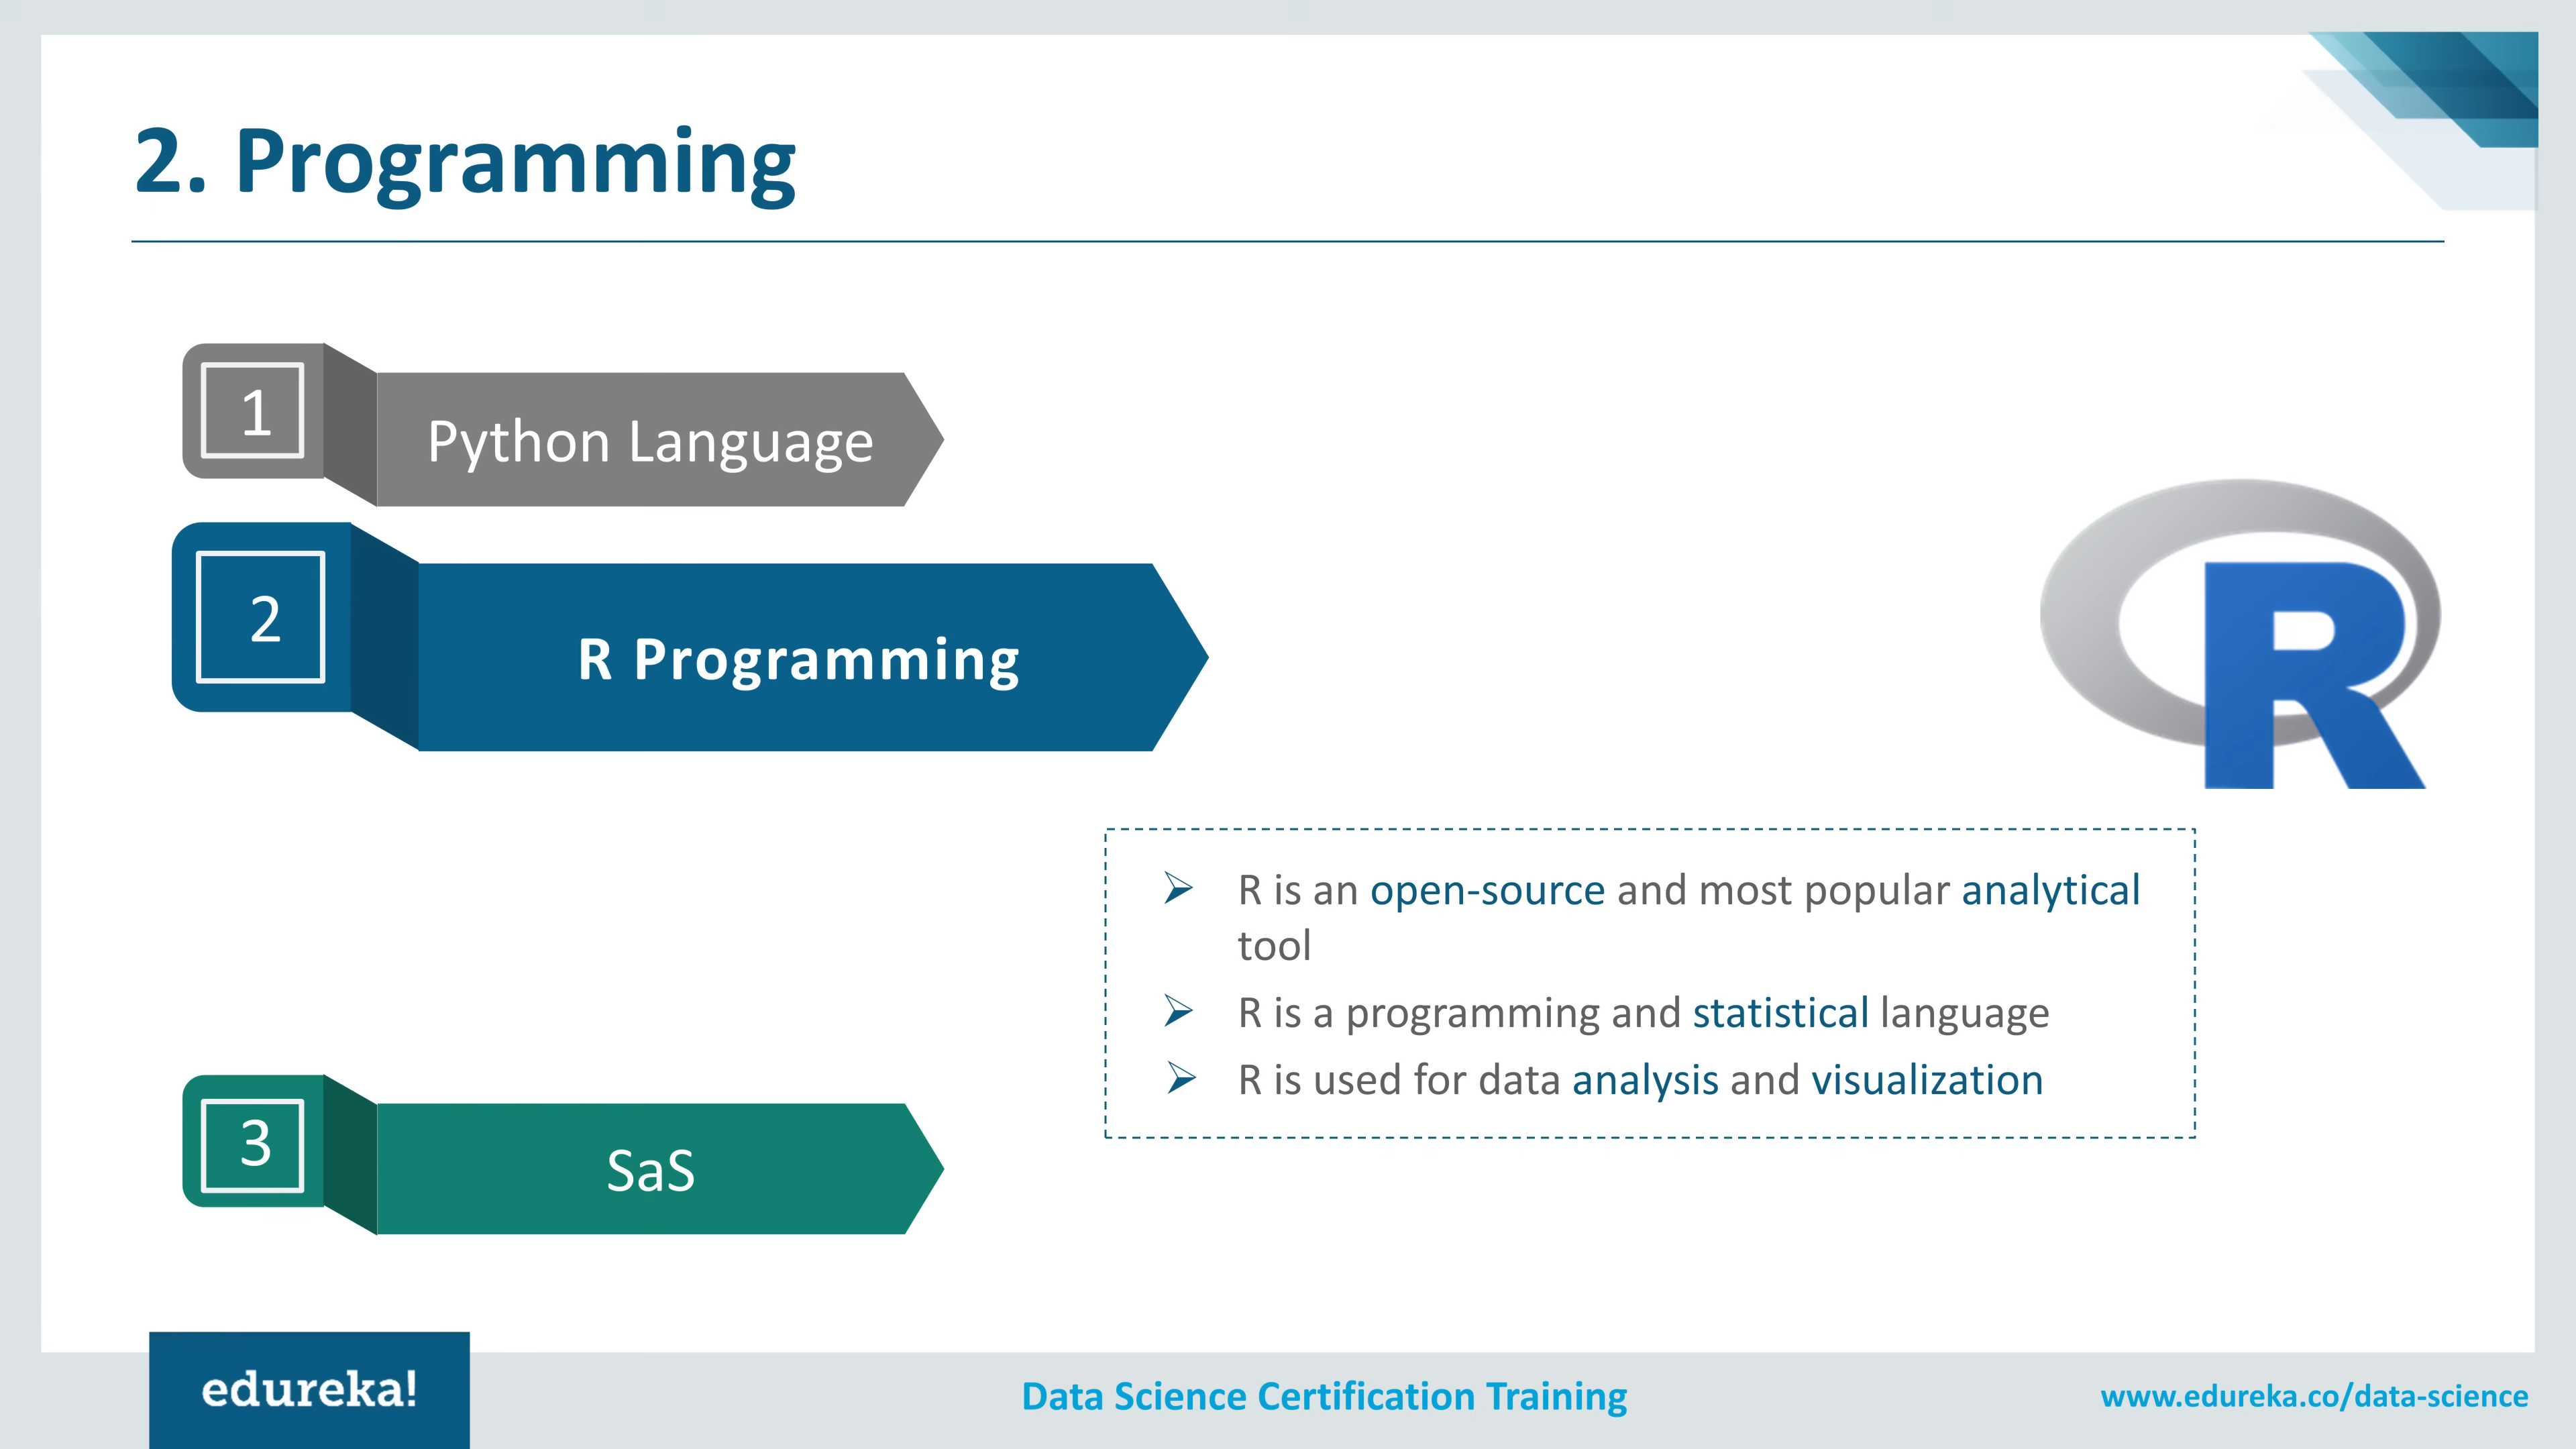 2. Programming
1
Python Language
2
R Programming
R
R is an open-source and most popular analytical
tool
R is a programming and statistical language
R is used for data analysis and visualization
3
SaS
edureka!
Data Science Certification Training
www.edureka.co/data-science